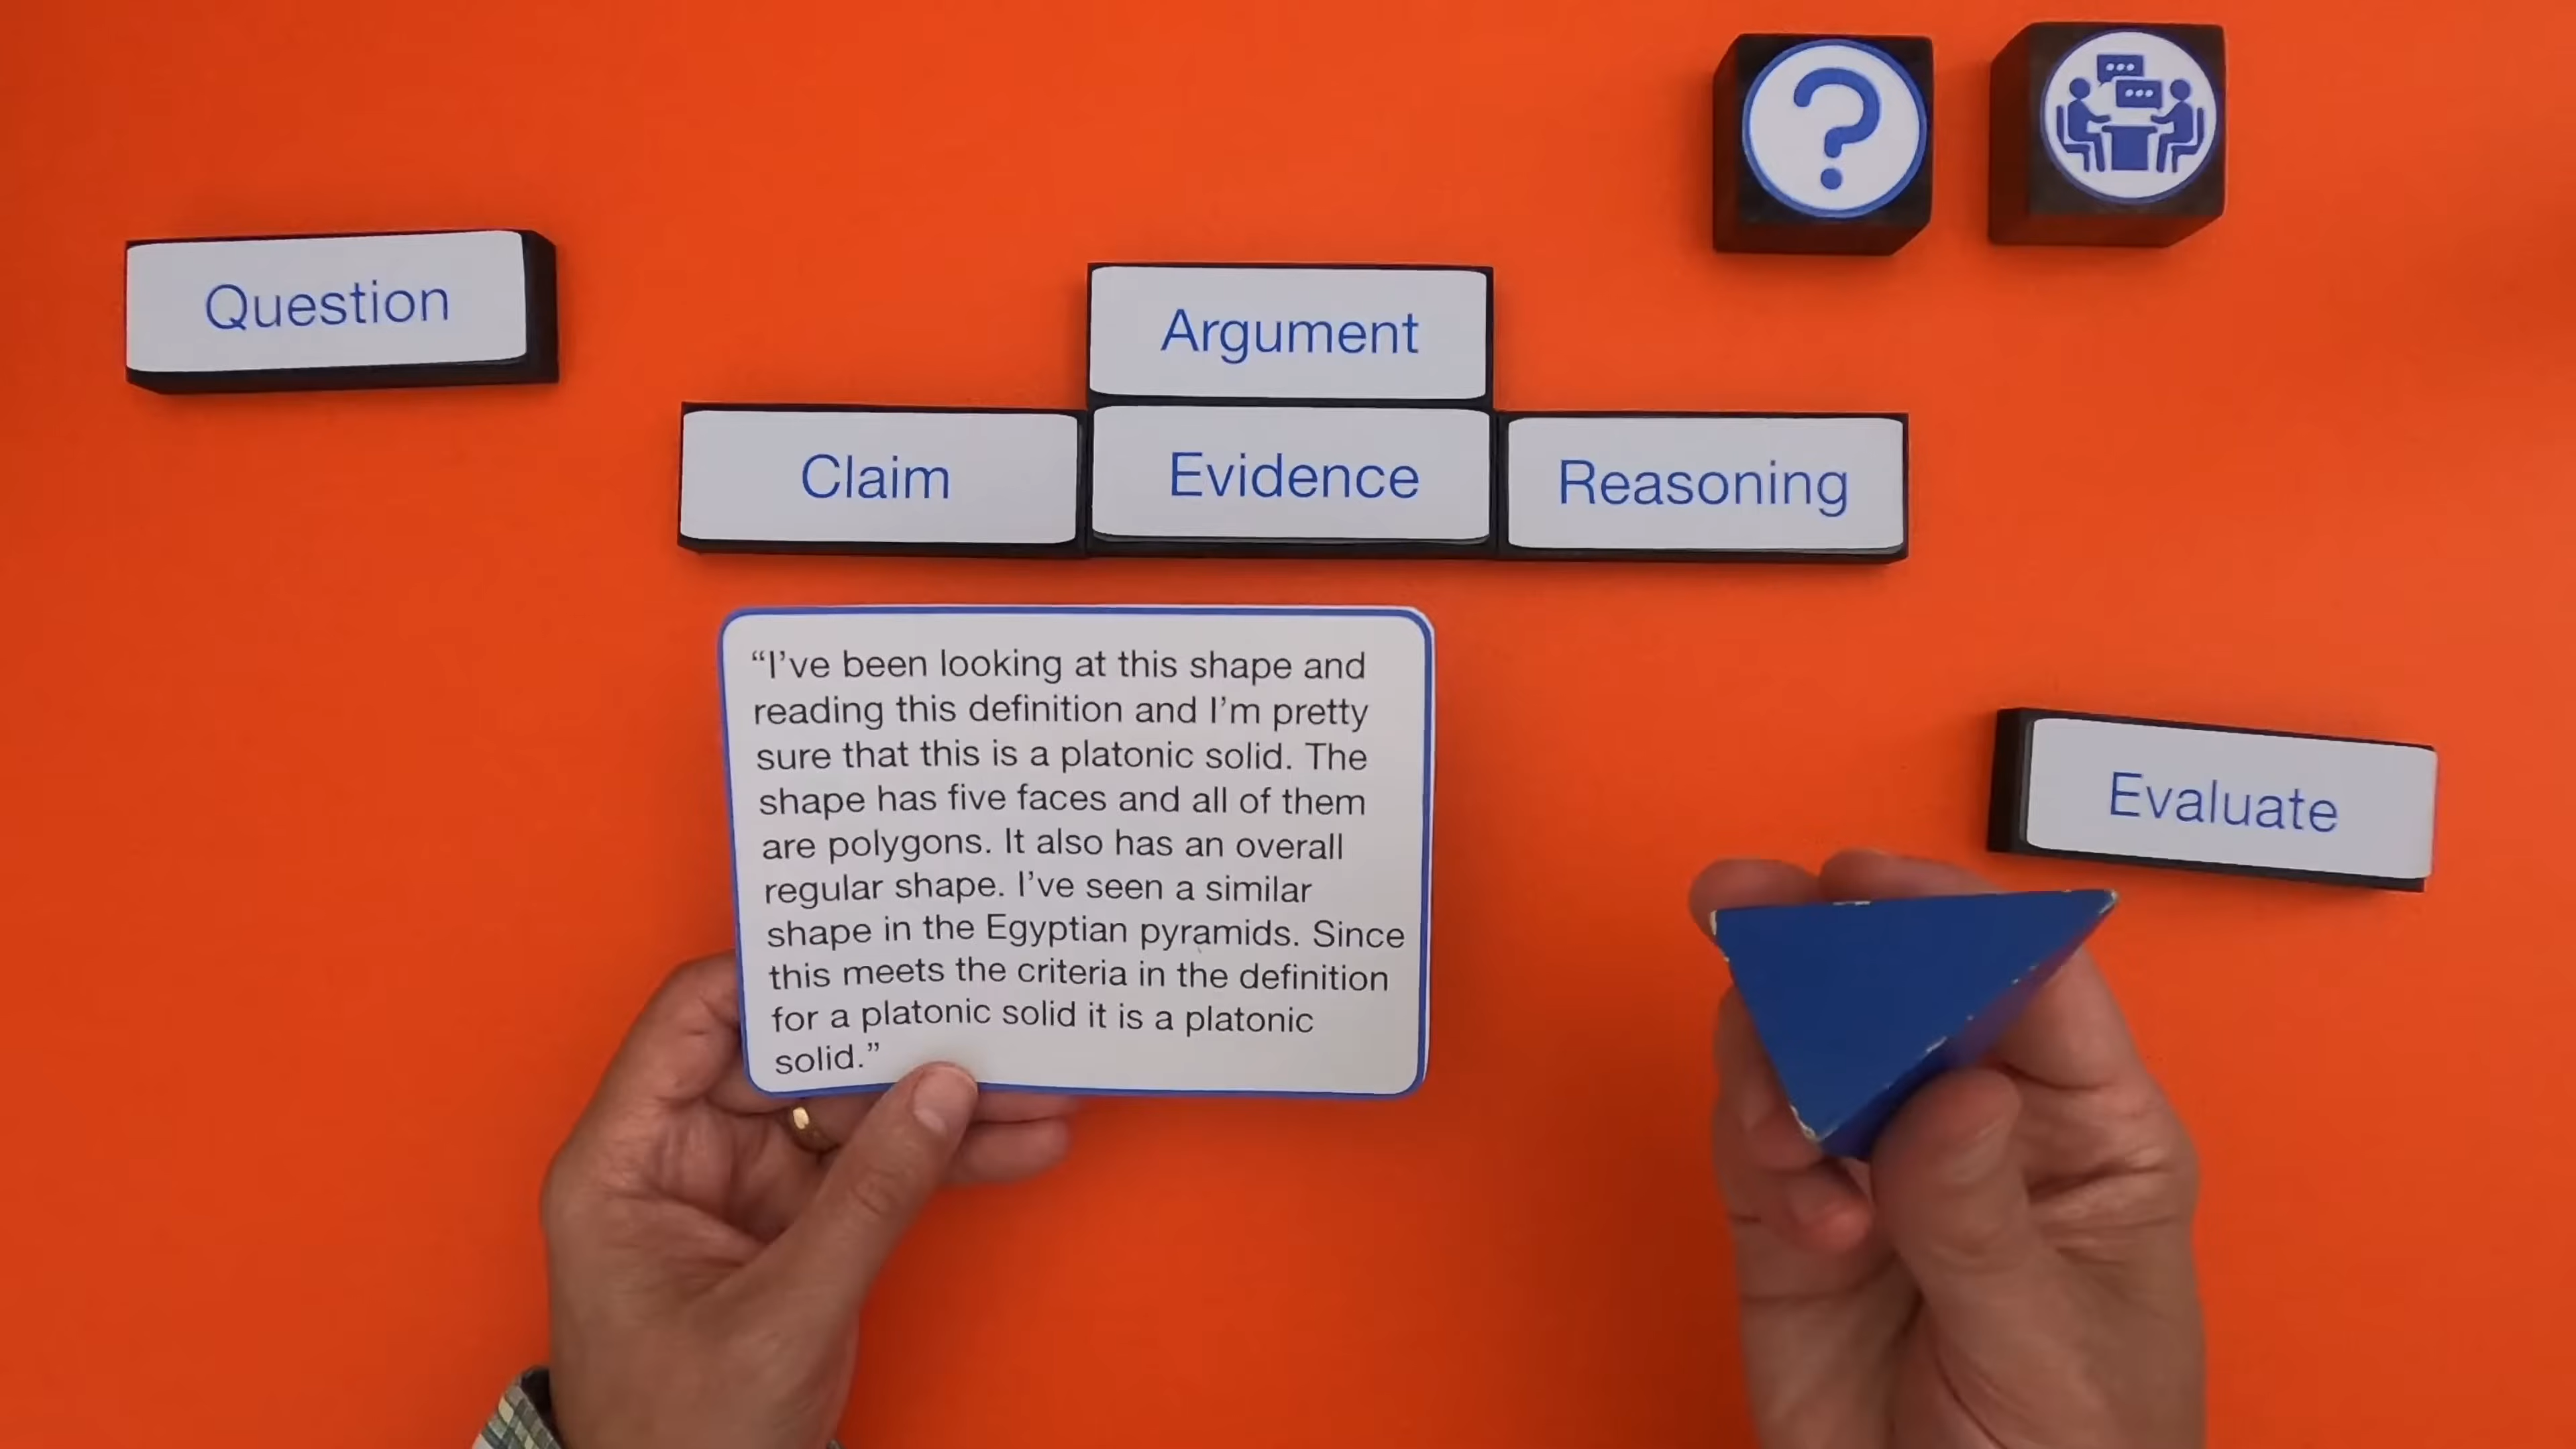 ?
Question
Argument
Claim
Evidence
Reasoning
“I’ve been looking at this shape and
reading this definition and I’m pretty
sure that this is a platonic solid. The
shape has five faces and all of them
are polygons. It also has an overall
regular shape. I’ve seen a similar
shape in the Egyptian pyramids. Since
this meets the criteria in the definition
for a platonic solid it is a platonic
solid.”
Evaluate